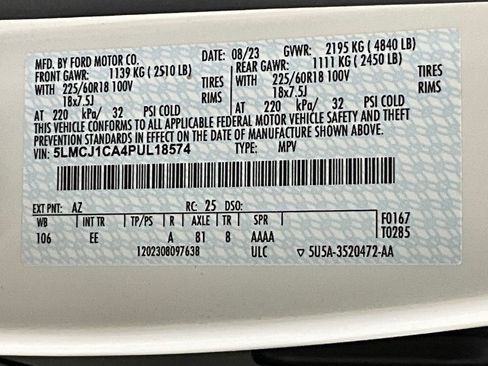 MFD. BY FORD MOTOR CO.
DATE: 08/23 GVWR: 2195 KG ( 4840 LB)
FRONT GAWR: 1139 KG ( 2510 LB) REAR GAWR: 1111 KG ( 2450 LB)
WITH 225/60R18 100V TIRES WITH 225/60R18 100V TIRES
18x7.5J RIMS 18x7.5J RIMS
AT 220 kPa/ 32 PSI COLD AT 220 kPa/ 32 PSI COLD
THIS VEHICLE CONFORMS TO ALL APPLICABLE FEDERAL MOTOR VEHICLE SAFETY AND THEFT
PREVENTION STANDARDS IN EFFECT ON THE DATE OF MANUFACTURE SHOWN ABOVE.
VIN: 5LMCJ1CA4PUL18574 TYPE: MPV
EXT PNT: AZ RC: 25 DSO:
WB INT TR TP/PS R AXLE TR SPR F0167
106 EE A 81 8 AAAA T0285
1202308097638 ULC ▽ 5U5A-3520472-AA